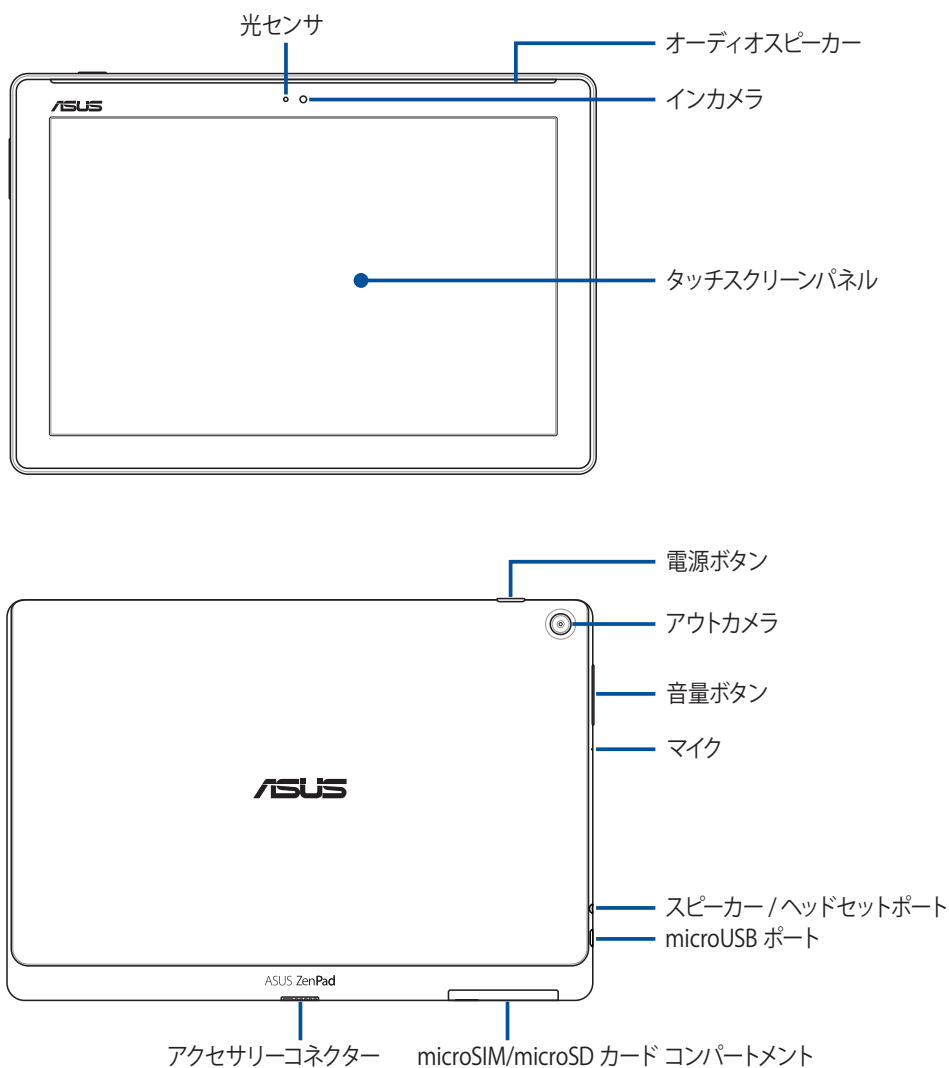 光センサ
オーディオスピーカー
インカメラ
ASUS
タッチスクリーンパネル
電源ボタン
アウトカメラ
音量ボタン
マイク
ASUS
スピーカー / ヘッドセットポート
microUSB ポート
ASUS ZenPad
アクセサリーコネクター
microSIM/microSD カード コンパートメント